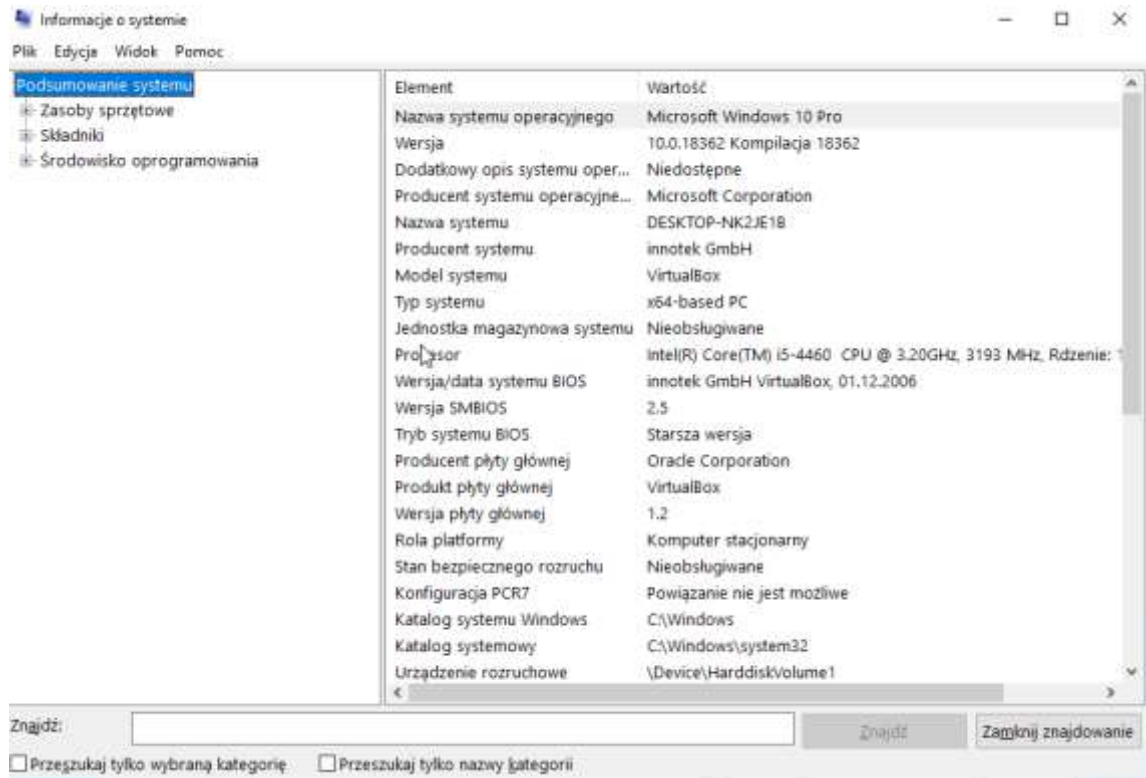 Informacje o systemie
Plik Edycja Widok Pomoc
Podsumowanie systemu
Zasoby sprzętowe
Składniki
Środowisko oprogramowania
Element Wartość
Nazwa systemu operacyjnego Microsoft Windows 10 Pro
Wersja 10.0.18362 Kompilacja 18362
Dodatkowy opis systemu oper... Niedostępne
Producent systemu operacyjne... Microsoft Corporation
Nazwa systemu DESKTOP-NK2JE1B
Producent systemu innotek GmbH
Model systemu VirtualBox
Typ systemu x64-based PC
Jednostka magazynowa systemu Nieobsługiwane
Procesor Intel(R) Core(TM) i5-4460 CPU @ 3.20GHz, 3193 MHz, Rdzenie: 1
Wersja/data systemu BIOS innotek GmbH VirtualBox, 01.12.2006
Wersja SMBIOS 2.5
Tryb systemu BIOS Starsza wersja
Producent płyty głównej Oracle Corporation
Produkt płyty głównej VirtualBox
Wersja płyty głównej 1.2
Rola platformy Komputer stacjonarny
Stan bezpiecznego rozruchu Nieobsługiwane
Konfiguracja PCR7 Powiązanie nie jest możliwe
Katalog systemu Windows C:\Windows
Katalog systemowy C:\Windows\system32
Urządzenie rozruchowe \Device\HarddiskVolume1
Znajdź: Znajdź Zamknij znajdowanie
Przeszukaj tylko wybraną kategorię Przeszukaj tylko nazwy kategorii